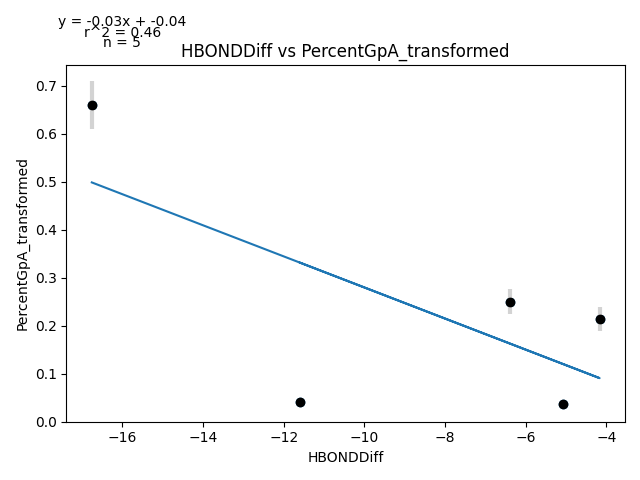 y = -0.03x + -0.04
r^2 = 0.46
n = 5
HBONDDiff vs PercentGpA_transformed
PercentGpA_transformed
0.7
0.6
0.5
0.4
0.3
0.2
0.1
0.0
−16 −14 −12 −10 −8 −6 −4
HBONDDiff